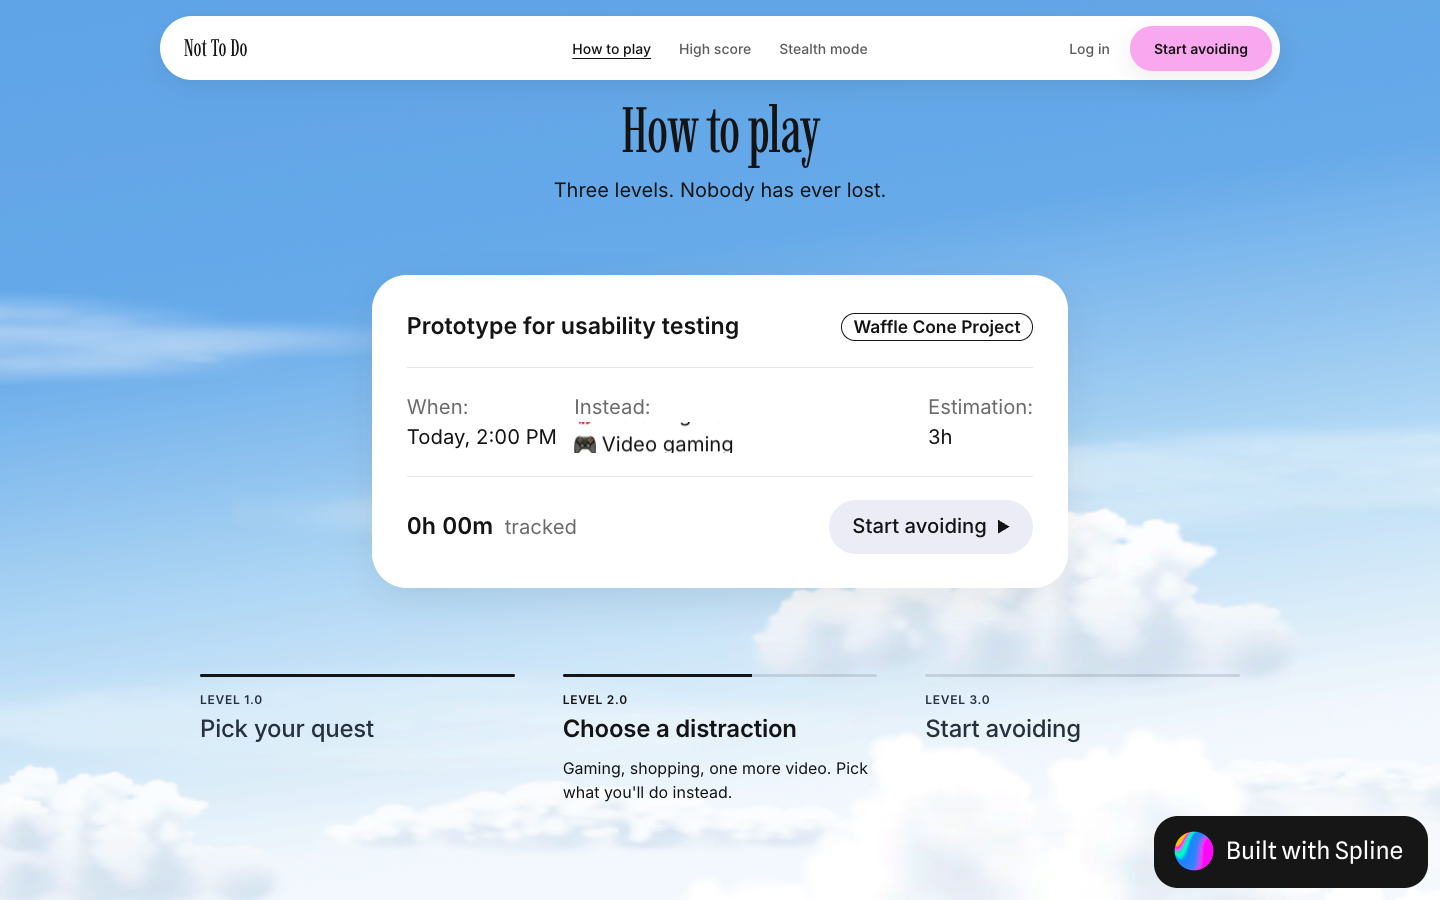 Not To Do
How to play
High score
Stealth mode
Log in
Start avoiding
How to play
Three levels. Nobody has ever lost.
Prototype for usability testing
Waffle Cone Project
When:
Today, 2:00 PM
Instead:
🎮 Video gaming
Estimation:
3h
0h 00m tracked
Start avoiding
LEVEL 1.0
Pick your quest
LEVEL 2.0
Choose a distraction
Gaming, shopping, one more video. Pick
what you'll do instead.
LEVEL 3.0
Start avoiding
Built with Spline